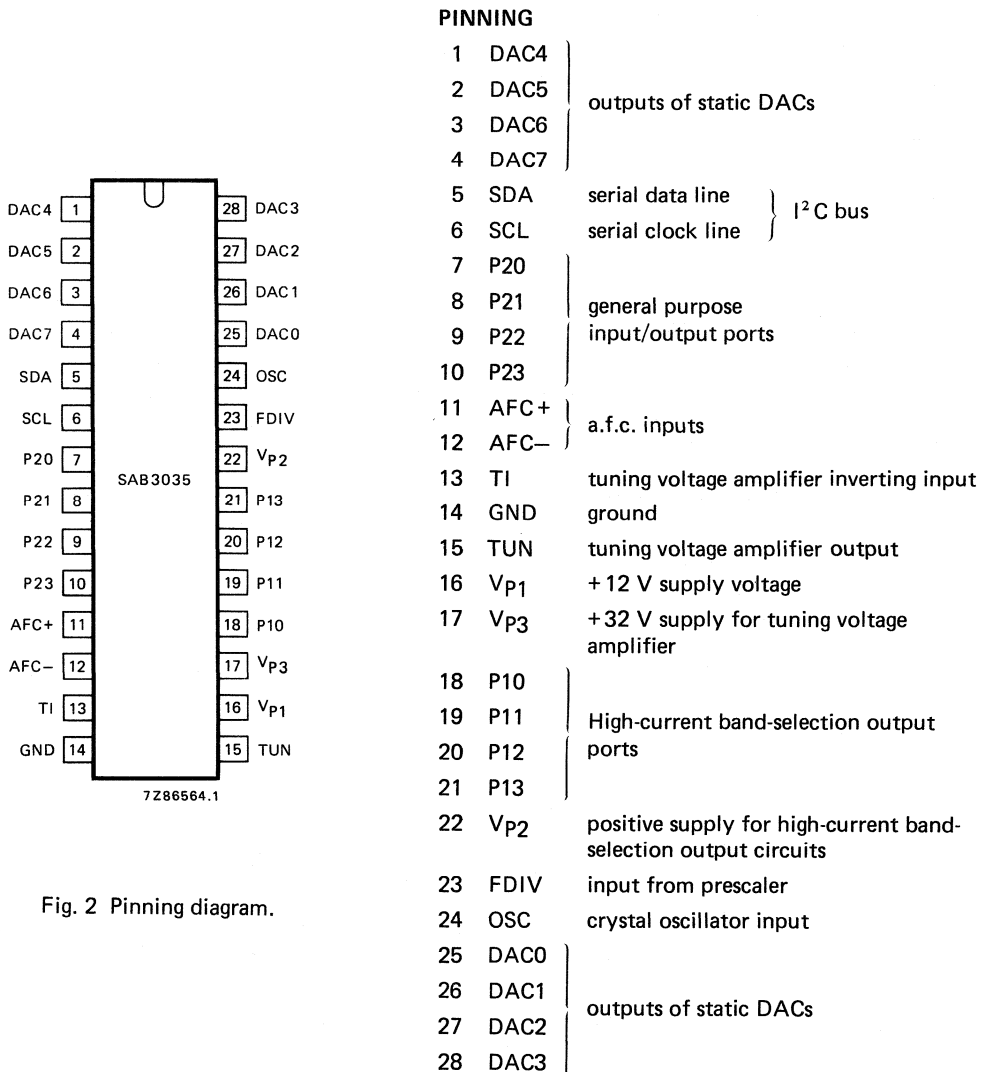 PINNING
1 DAC4
2 DAC5
outputs of static DACs
3 DAC6
4 DAC7
5 SDA serial data line
I² C bus
6 SCL serial clock line
7 P20
8 P21
general purpose
9 P22
input/output ports
10 P23
11 AFC+
a.f.c. inputs
12 AFC–
13 TI tuning voltage amplifier inverting input
14 GND ground
15 TUN tuning voltage amplifier output
16 VP1 +12 V supply voltage
17 VP3 +32 V supply for tuning voltage
amplifier
18 P10
19 P11
High-current band-selection output
20 P12
ports
21 P13
22 VP2 positive supply for high-current band-
selection output circuits
23 FDIV input from prescaler
24 OSC crystal oscillator input
25 DAC0
26 DAC1
outputs of static DACs
27 DAC2
28 DAC3
DAC4 1 28 DAC3
DAC5 2 27 DAC2
DAC6 3 26 DAC1
DAC7 4 25 DAC0
SDA 5 24 OSC
SCL 6 23 FDIV
P20 7 22 VP2
SAB3035
P21 8 21 P13
P22 9 20 P12
P23 10 19 P11
AFC+ 11 18 P10
AFC– 12 17 VP3
TI 13 16 VP1
GND 14 15 TUN
7Z86564.1
Fig. 2 Pinning diagram.